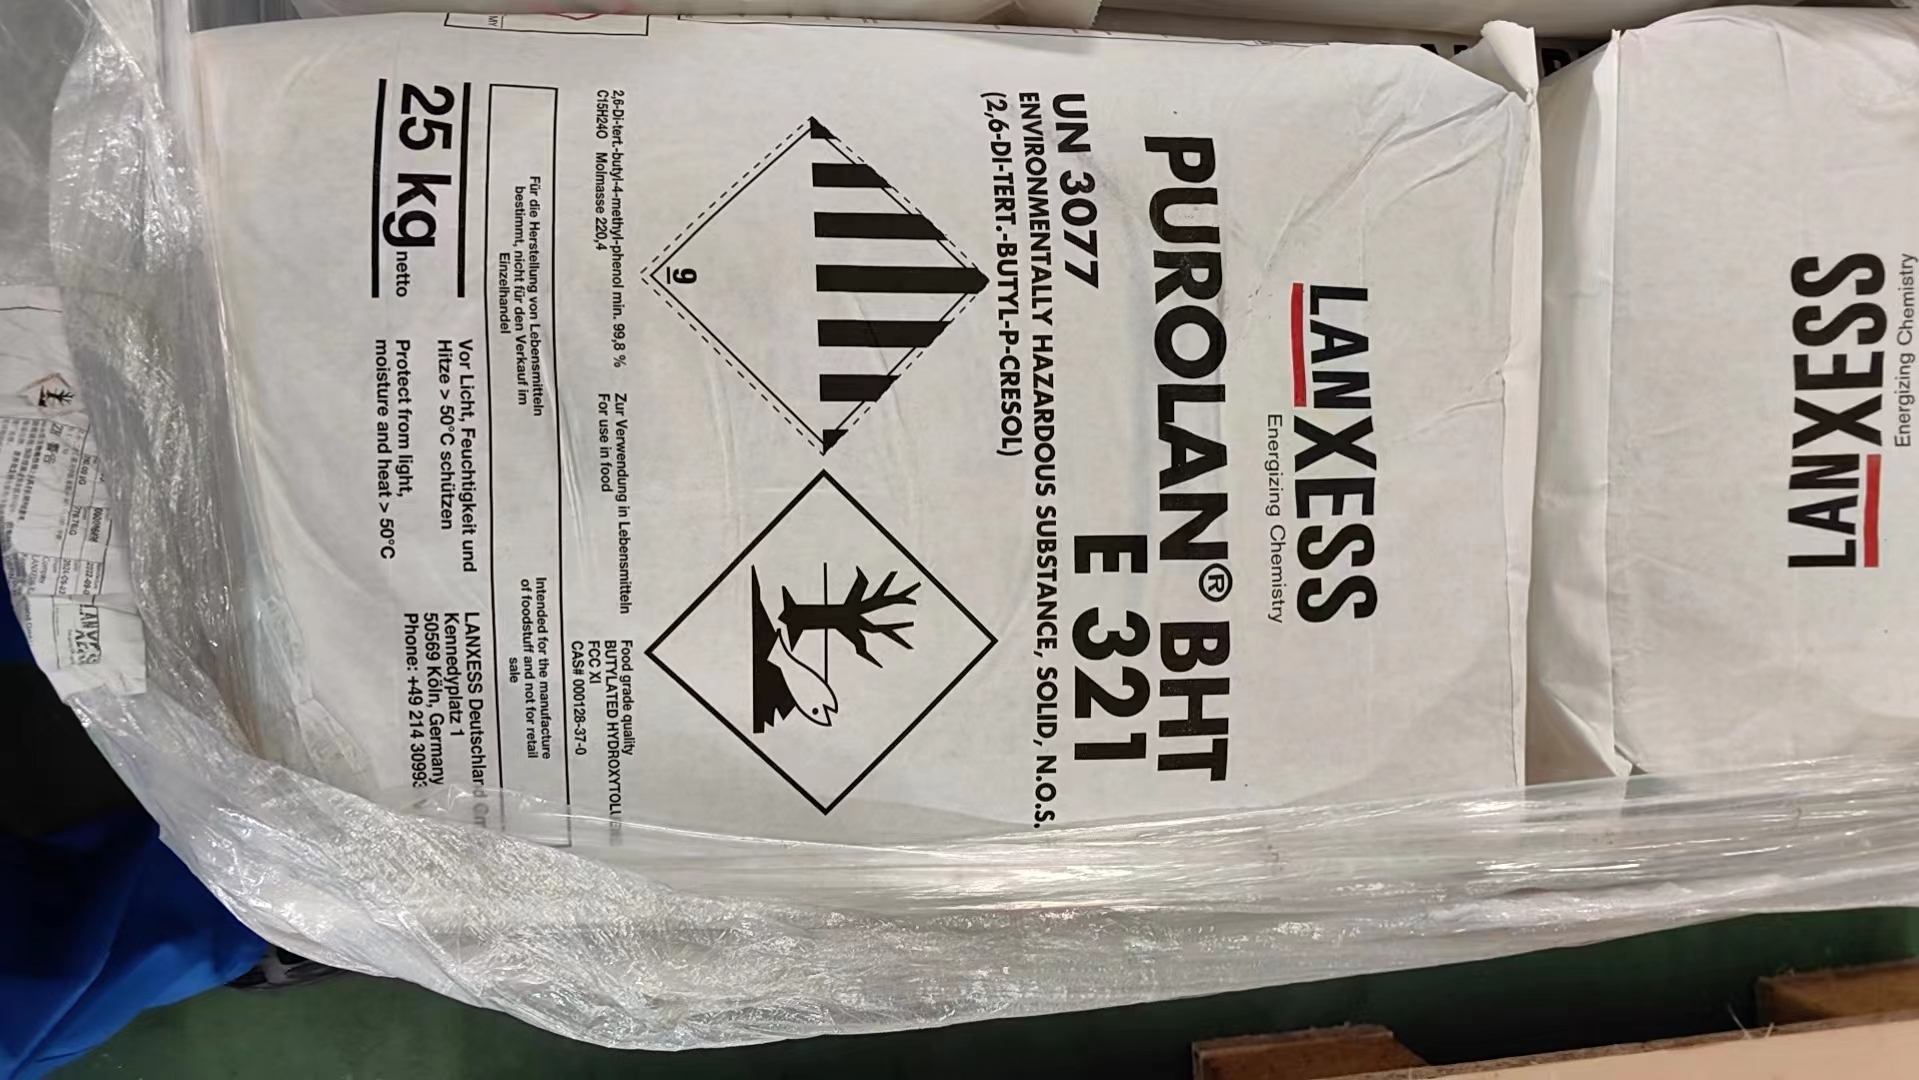 LANXESS
Energizing Chemistry
PUROLAN® BHT
E 321
UN 3077
ENVIRONMENTALLY HAZARDOUS SUBSTANCE, SOLID, N.O.S.
(2,6-DI-TERT.-BUTYL-P-CRESOL)
9
2,6-Di-tert.-butyl-4-methyl-phenol min. 99,8 %
C15H24O Molmasse 220,4
Zur Verwendung in Lebensmitteln
For use in food
Food grade quality
BUTYLATED
FCC XI
CAS# 000128-37-0
Für die Herstellung von Lebensmitteln
bestimmt, nicht für den Verkauf im
Einzelhandel
Intended for the manufacture
of foodstuff and not for retail
sale
25 kg netto
Vor Licht, Feuchtigkeit und
Hitze > 50°C schützen
Protect from light,
moisture and heat > 50°C
LANXESS Deutschland
Kennedyplatz 1
50569 Köln, Germany
Phone: +49 214 3099
LANXESS
Energizing Chemistry